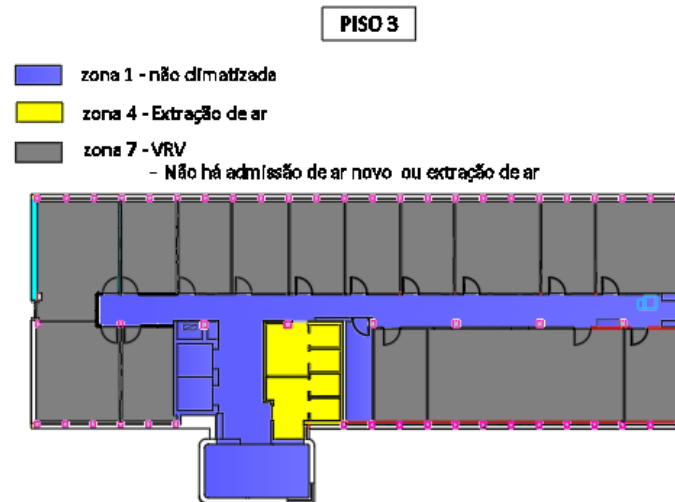 PISO 3
zona 1 - não climatizada
zona 4 - Extração de ar
zona 7 - VRV
- Não há admissão de ar novo ou extração de ar